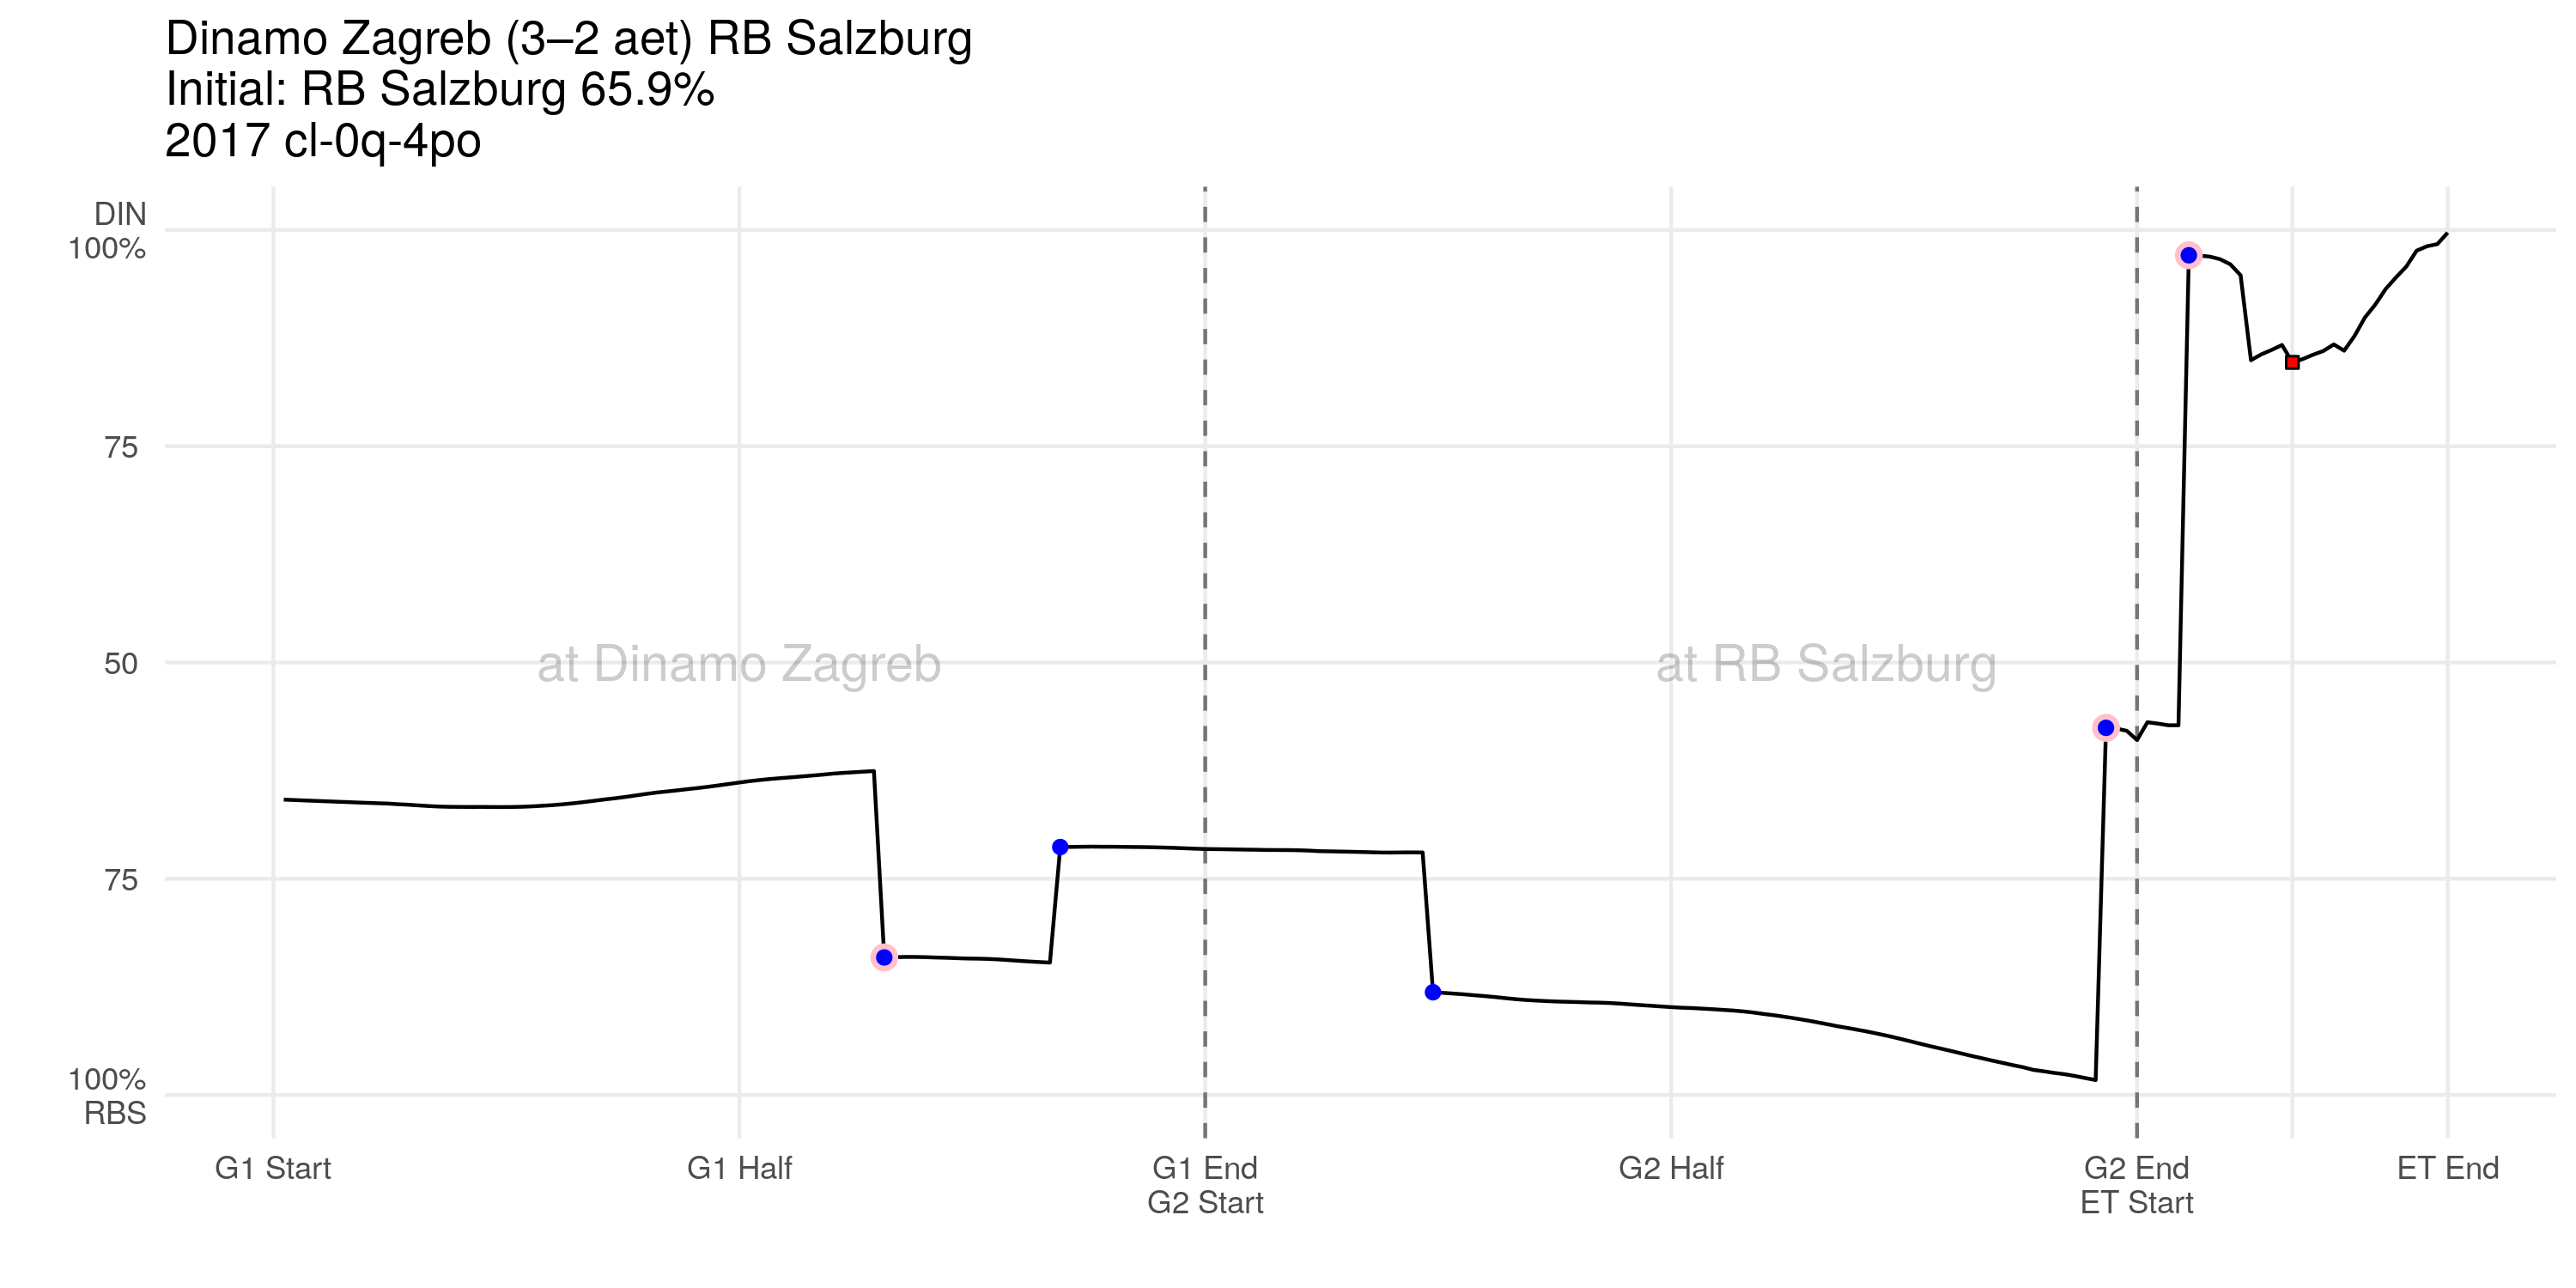 Dinamo Zagreb (3–2 aet) RB Salzburg
Initial: RB Salzburg 65.9%
2017 cl-0q-4po
DIN
100%
75
50
75
100%
RBS
at Dinamo Zagreb
at RB Salzburg
G1 Start
G1 Half
G1 End
G2 Start
G2 Half
G2 End
ET Start
ET End